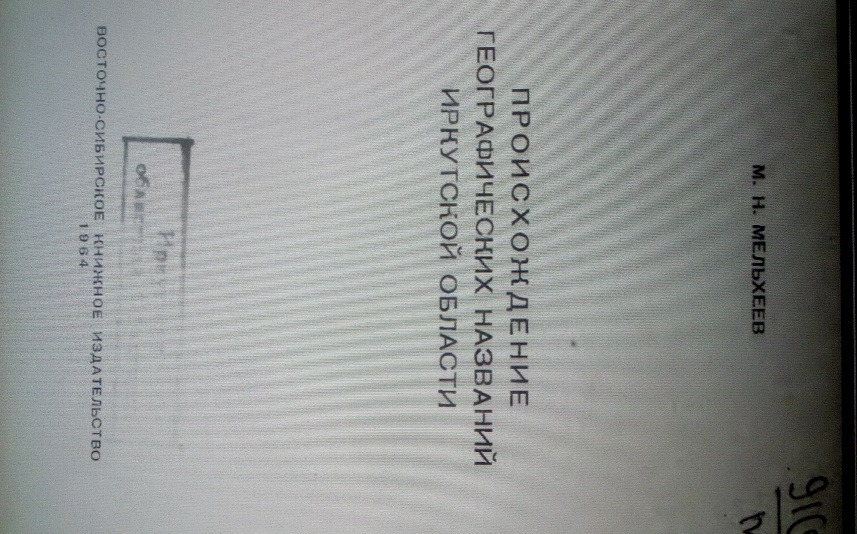 М. Н. МЕЛЬХЕЕВ
ПРОИСХОЖДЕНИЕ
ГЕОГРАФИЧЕСКИХ НАЗВАНИЙ
ИРКУТСКОЙ ОБЛАСТИ
ВОСТОЧНО-СИБИРСКОЕ КНИЖНОЕ ИЗДАТЕЛЬСТВО
1964